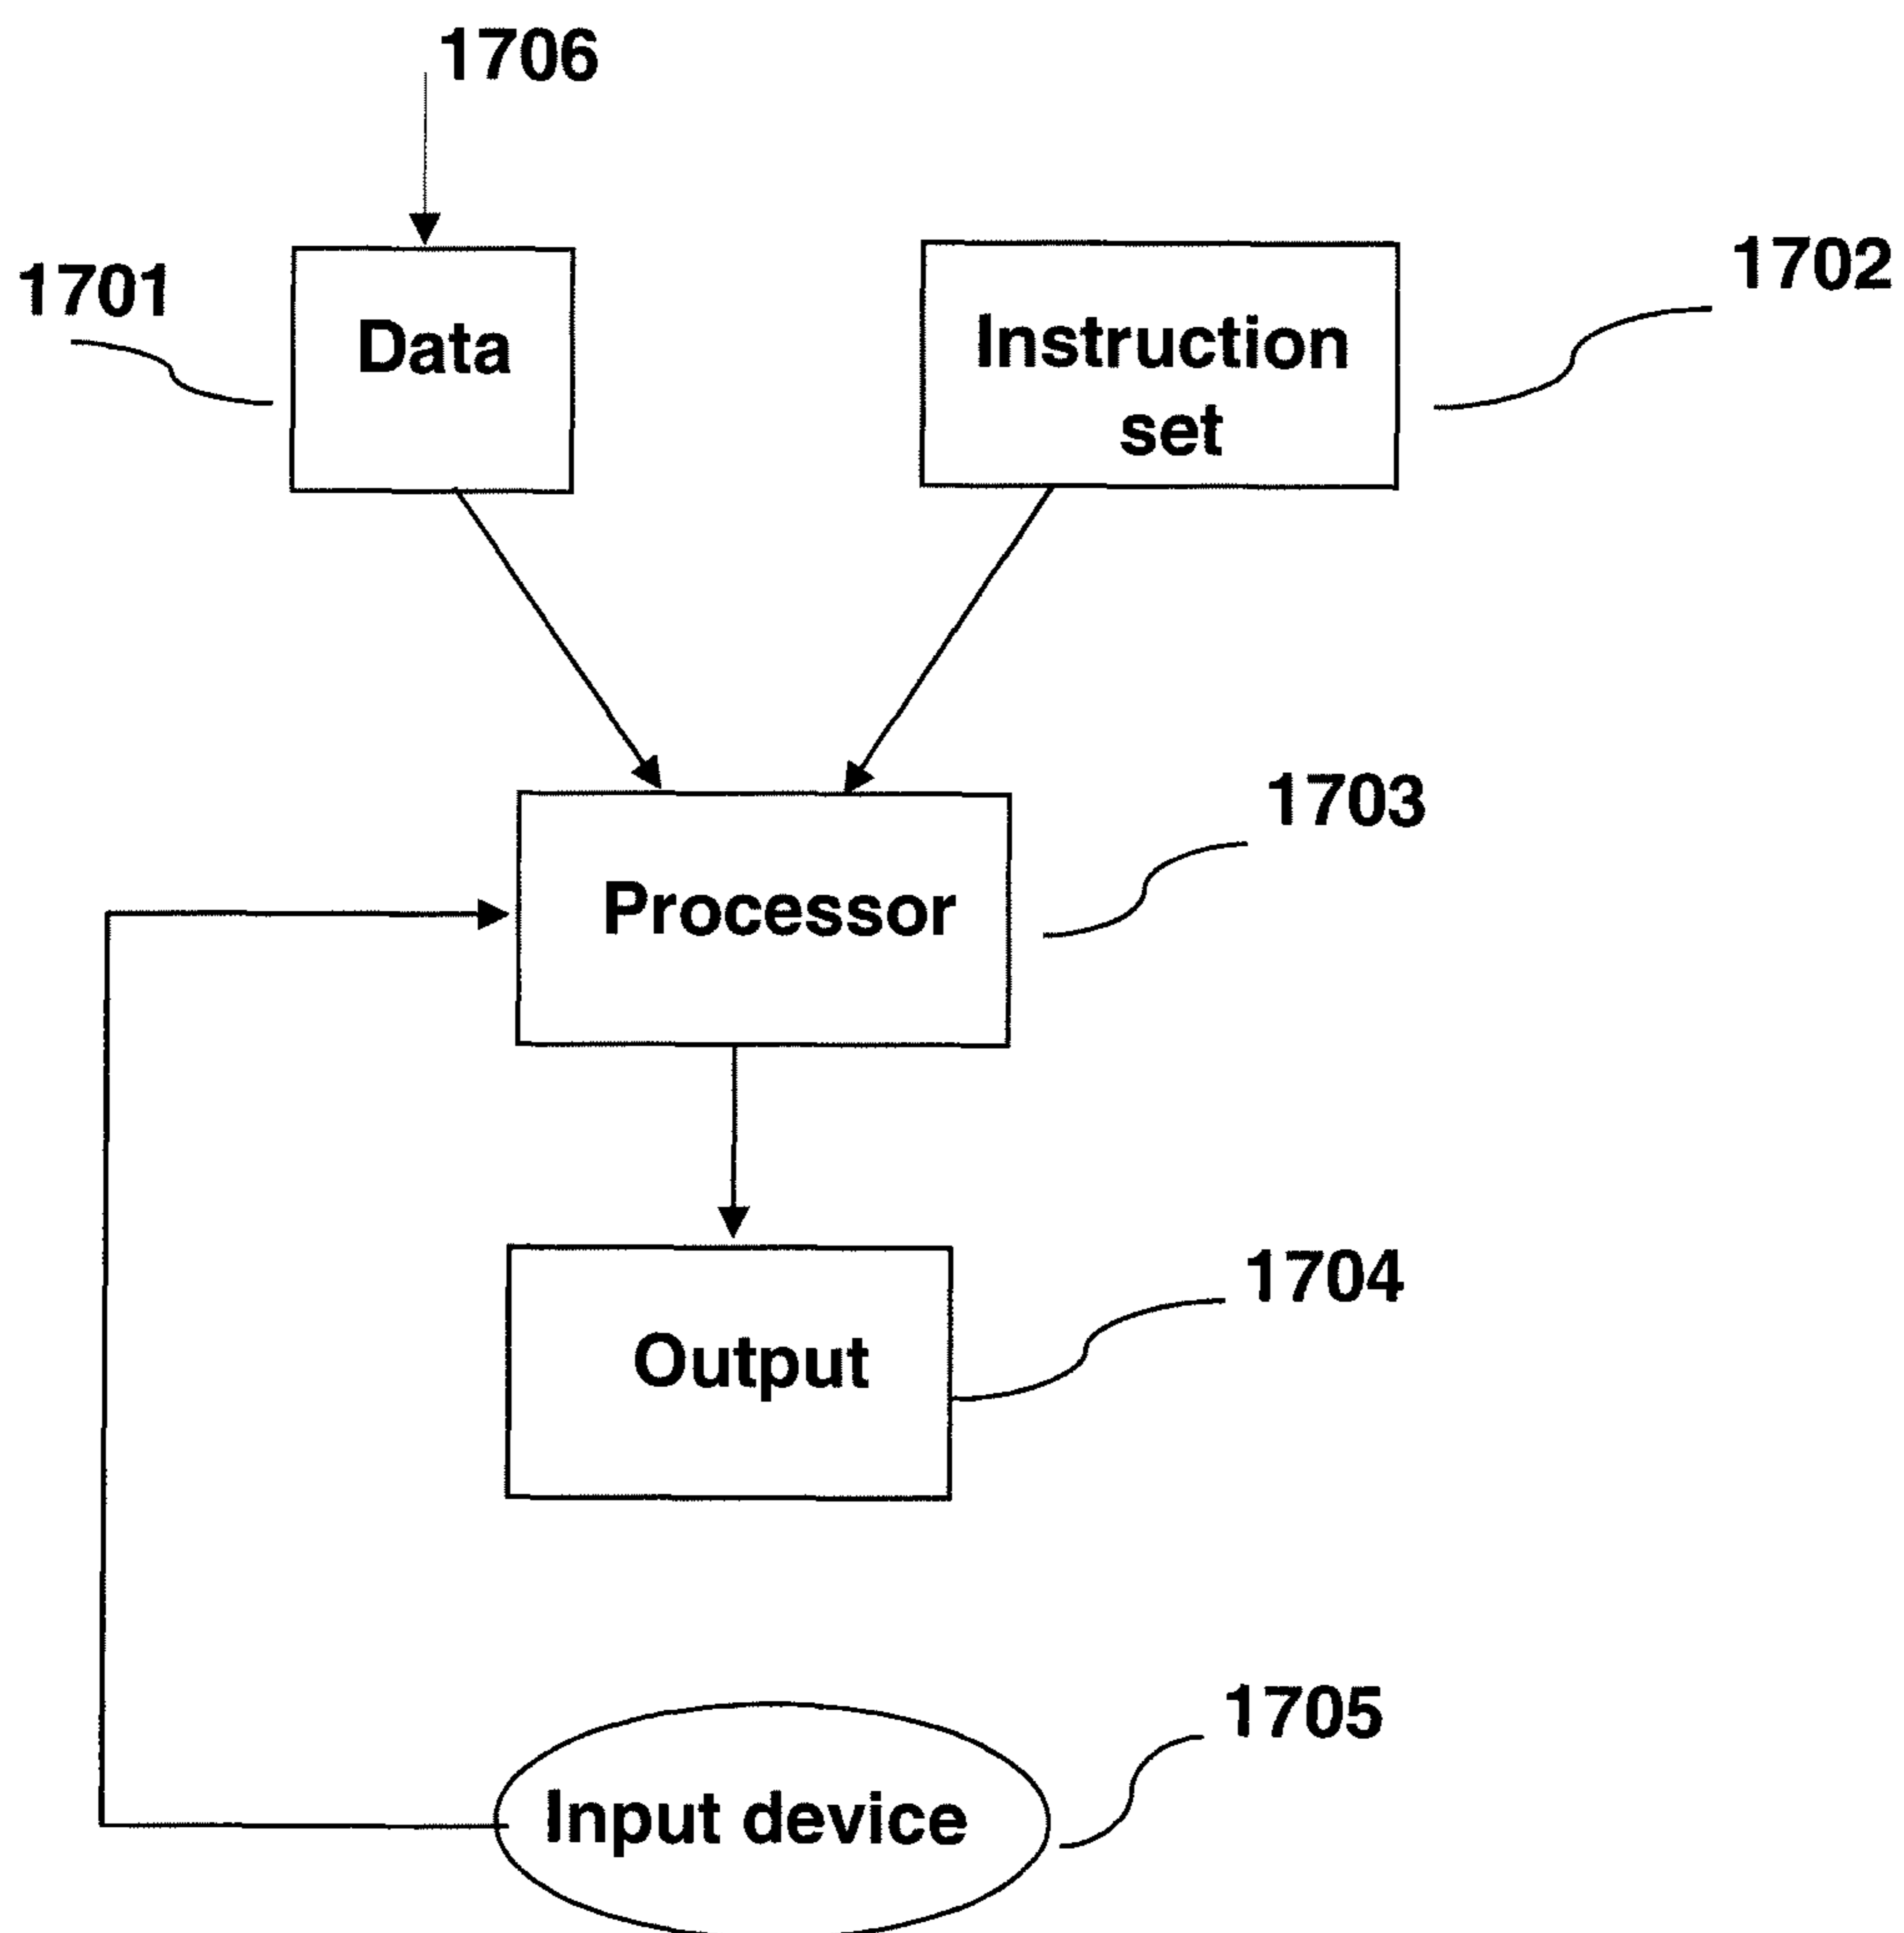 1706
1701
Data
Instruction
set
1702
Processor
1703
Output
1704
Input device
1705